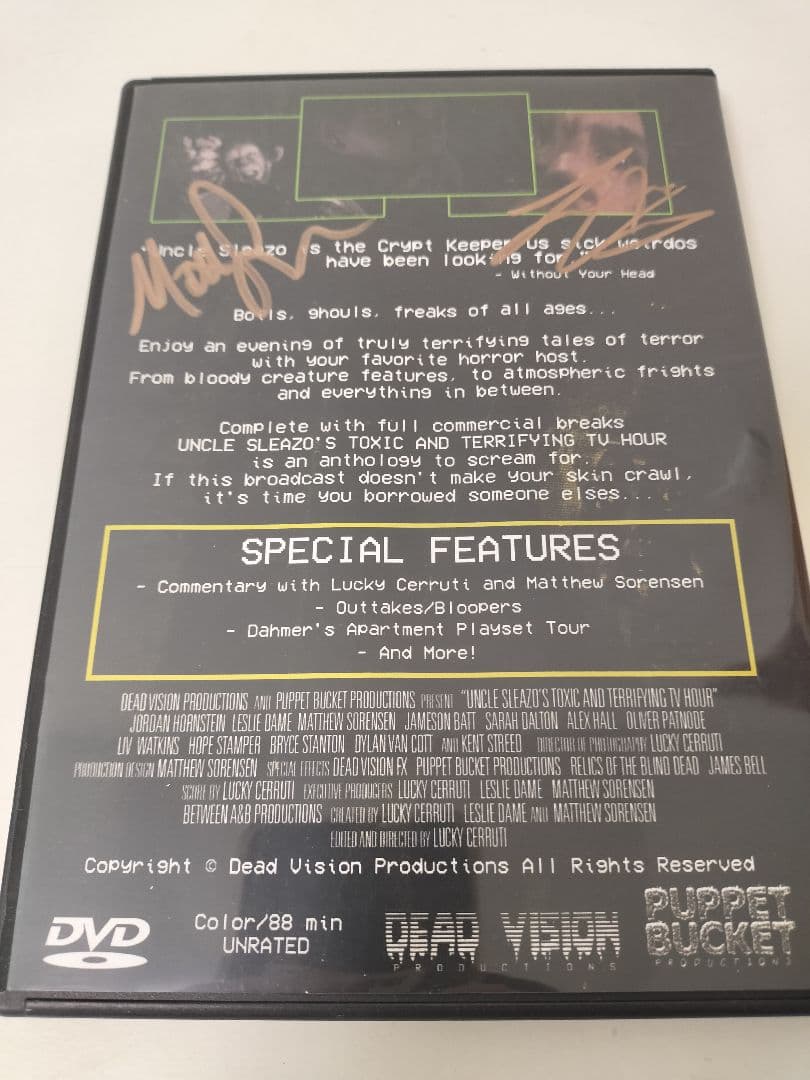 "Uncle Sleazo is the Crypt Keeper us sick weirdos
have been looking for"
- Without Your Head
Boils, ghouls, freaks of all ages...
Enjoy an evening of truly terrifying tales of terror
with your favorite horror host.
From bloody creature features, to atmospheric frights
and everything in between.
Complete with full commercial breaks
UNCLE SLEAZO'S TOXIC AND TERRIFYING TV HOUR
is an anthology to scream for.
If this broadcast doesn't make your skin crawl,
it's time you borrowed someone elses...
SPECIAL FEATURES
- Commentary with Lucky Cerruti and Matthew Sorensen
- Outtakes/Bloopers
- Dahmer's Apartment Playset Tour
- And More!
DEAD VISION PRODUCTIONS AND PUPPET BUCKET PRODUCTIONS PRESENT "UNCLE SLEAZO'S TOXIC AND TERRIFYING TV HOUR"
JORDAN HORNSTEIN LESLIE DAME MATTHEW SORENSEN JAMESON BATT SARAH DALTON ALEX HALL OLIVER PATNODE
LIV WATKINS HOPE STAMPER BRYCE STANTON DYLAN VAN COTT AND KENT STREED DIRECTOR OF PHOTOGRAPHY LUCKY CERRUTI
PRODUCTION DESIGN MATTHEW SORENSEN SPECIAL EFFECTS DEAD VISION FX PUPPET BUCKET PRODUCTIONS RELICS OF THE BLIND DEAD JAMES BELL
SCORE BY LUCKY CERRUTI EXECUTIVE PRODUCERS LUCKY CERRUTI LESLIE DAME MATTHEW SORENSEN
BETWEEN A&B PRODUCTIONS CREATED BY LUCKY CERRUTI LESLIE DAME AND MATTHEW SORENSEN
EDITED AND DIRECTED BY LUCKY CERRUTI
Copyright © Dead Vision Productions All Rights Reserved
DVD
Color/88 min
UNRATED
DEAD VISION
PRODUCTIONS
PUPPET
BUCKET
PRODUCTIONS